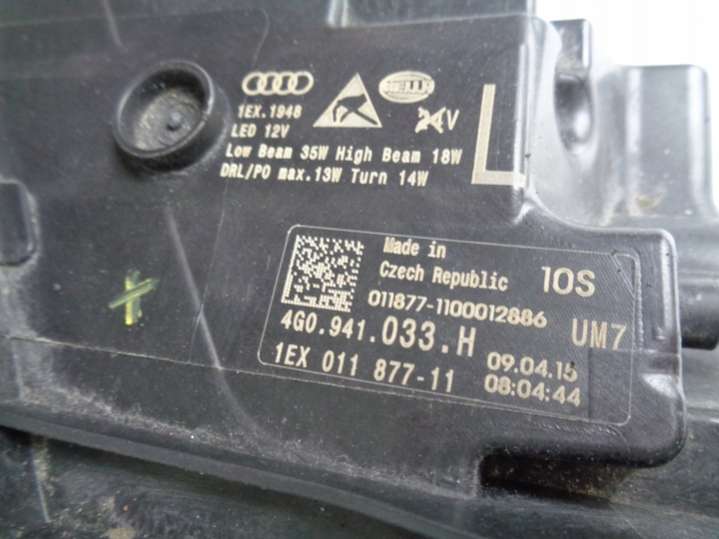 HELLA
1EX.1948
LED 12V
24V
Low Beam 35W High Beam 18W
DRL/PO max.13W Turn 14W
L
Made in
Czech Republic
10S
011877-1100012886
4G0.941.033.H
UM7
1EX 011 877-11
09.04.15
08:04:44